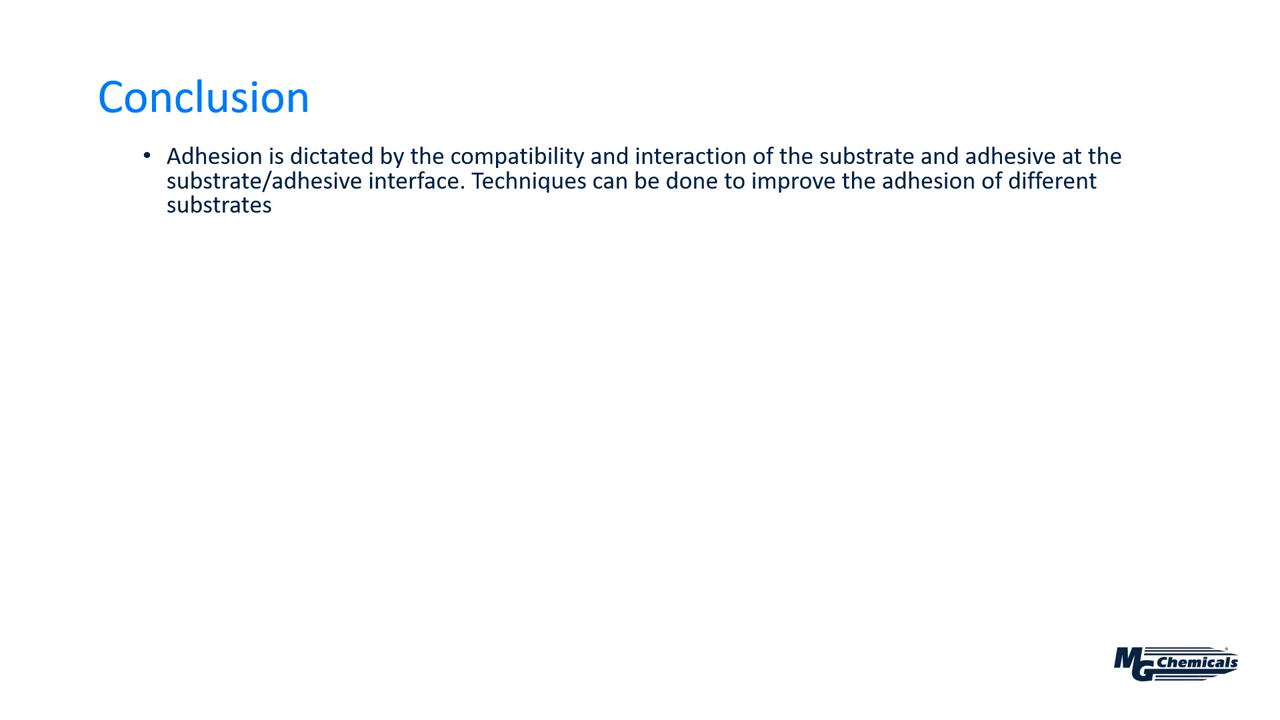 Conclusion
• Adhesion is dictated by the compatibility and interaction of the substrate and adhesive at the
substrate/adhesive interface. Techniques can be done to improve the adhesion of different
substrates
MG Chemicals®